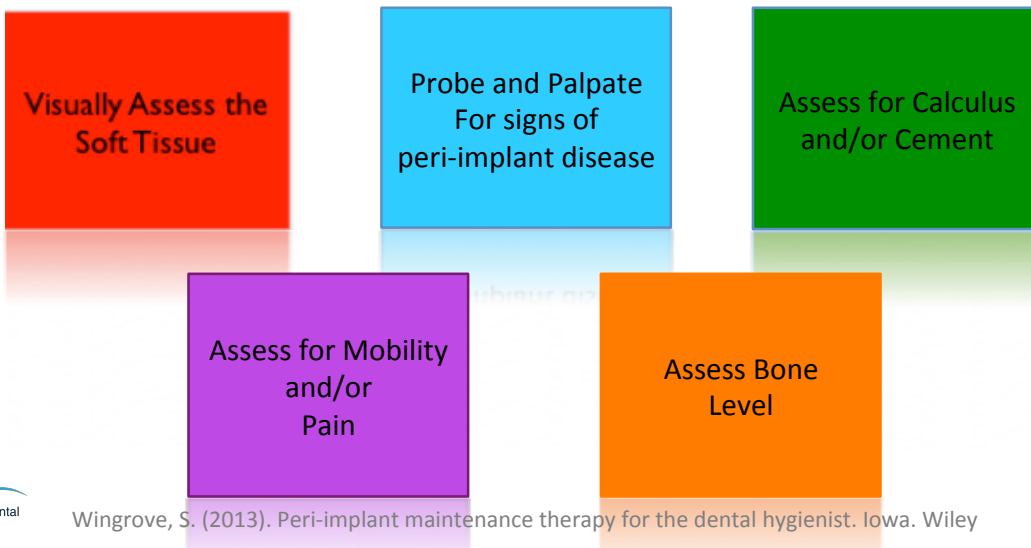 Visually Assess the
Soft Tissue
Probe and Palpate
For signs of
peri-implant disease
Assess for Calculus
and/or Cement
Assess for Mobility
and/or
Pain
Assess Bone
Level
ntal
Wingrove, S. (2013). Peri-implant maintenance therapy for the dental hygienist. Iowa. Wiley